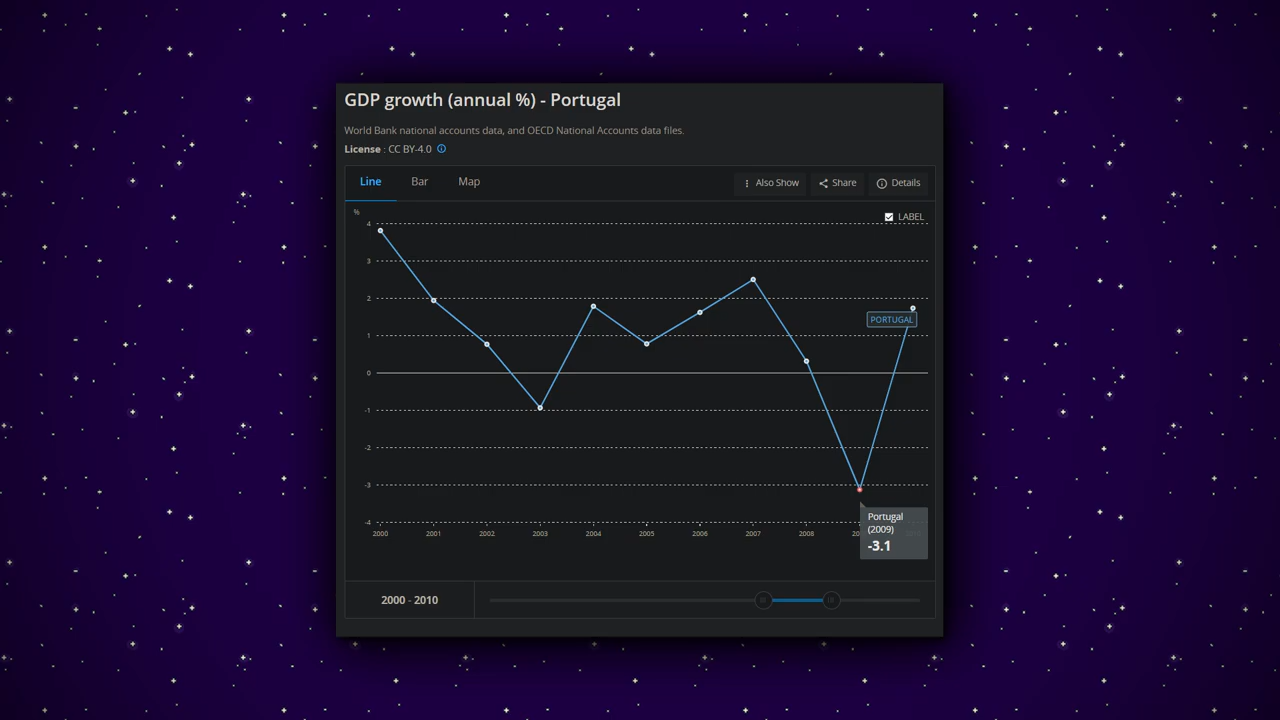 GDP growth (annual %) - Portugal
World Bank national accounts data, and OECD National Accounts data files.
License : CC BY-4.0
Line Bar Map Also Show Share Details
%
LABEL
4
3
2
PORTUGAL
1
0
-1
-2
-3
-4
2000 2001 2002 2003 2004 2005 2006 2007 2008
Portugal
(2009)
-3.1
2000 - 2010